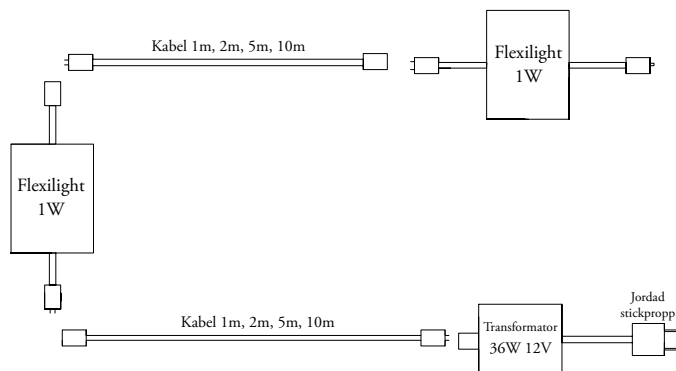 Kabel 1m, 2m, 5m, 10m
Flexilight
1W
Flexilight
1W
Kabel 1m, 2m, 5m, 10m
Transformator
36W 12V
Jordad
stickpropp